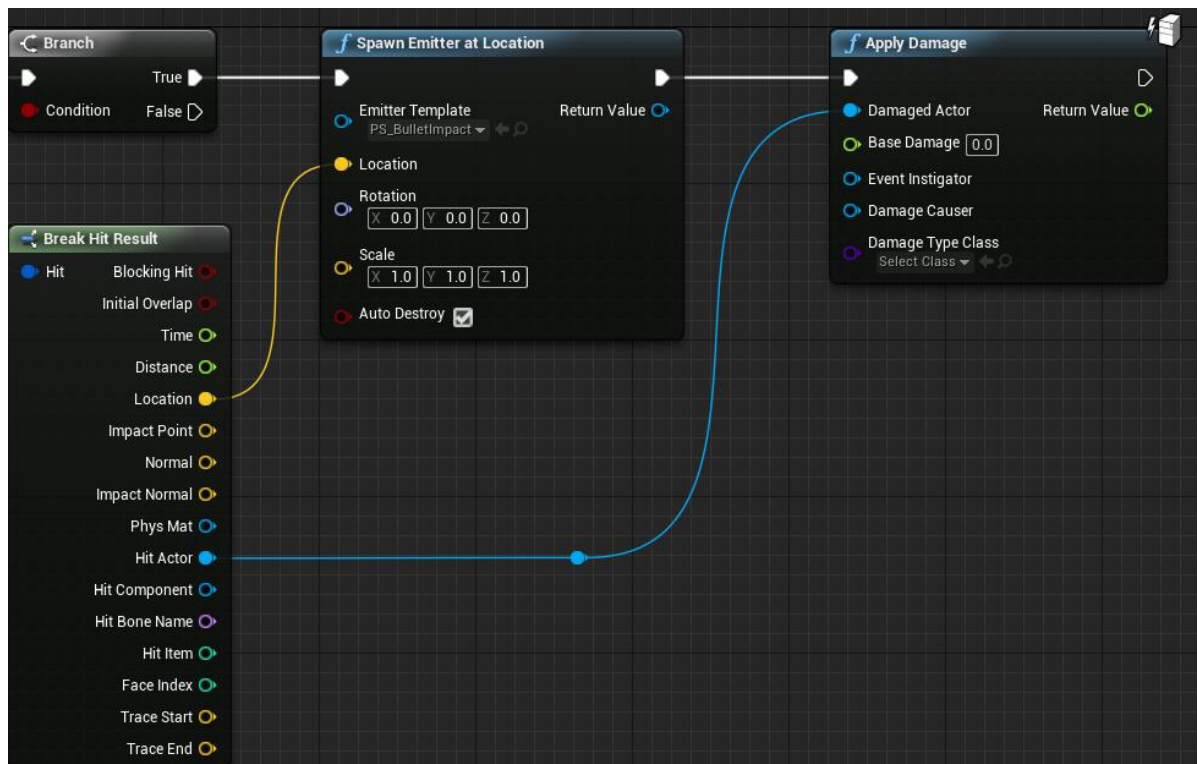 Branch
True
Condition
False
Spawn Emitter at Location
Emitter Template
PS_BulletImpact
Return Value
Location
Rotation
X 0.0 Y 0.0 Z 0.0
Scale
X 1.0 Y 1.0 Z 1.0
Auto Destroy
Apply Damage
Damaged Actor
Return Value
Base Damage 0.0
Event Instigator
Damage Causer
Damage Type Class
Select Class
Break Hit Result
Hit
Blocking Hit
Initial Overlap
Time
Distance
Location
Impact Point
Normal
Impact Normal
Phys Mat
Hit Actor
Hit Component
Hit Bone Name
Hit Item
Face Index
Trace Start
Trace End